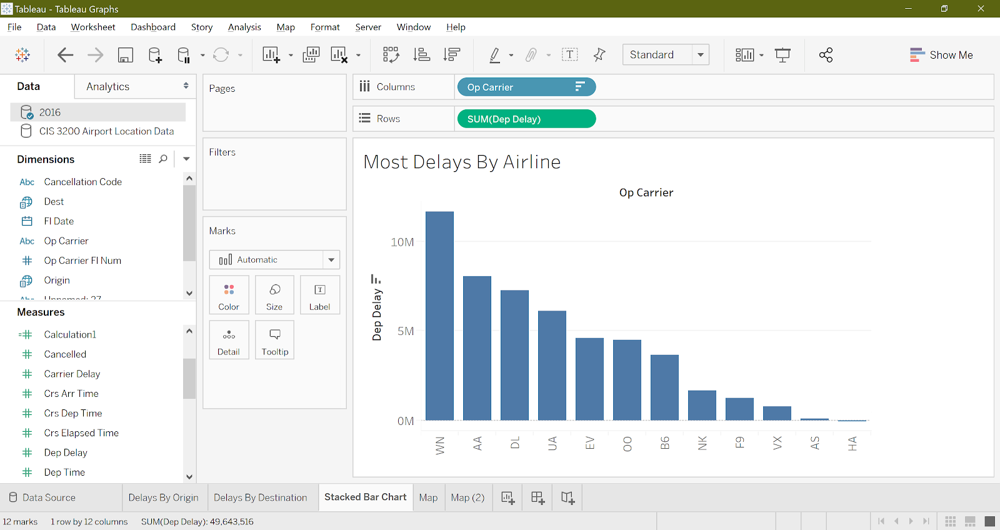 Tableau - Tableau Graphs
File Data Worksheet Dashboard Story Analysis Map Format Server Window Help
Standard
Show Me
Data Analytics
2016
CIS 3200 Airport Location Data
Dimensions
Abc Cancellation Code
Dest
Fl Date
Abc Op Carrier
Op Carrier Fl Num
Origin
Abc Unnamed: 27
Measures
Calculation1
Cancelled
Carrier Delay
Crs Arr Time
Crs Dep Time
Crs Elapsed Time
Dep Delay
Dep Time
Pages
Filters
Marks
Automatic
Color Size Label
Detail Tooltip
Columns Op Carrier
Rows SUM(Dep Delay)
Most Delays By Airline
Op Carrier
10M
5M
0M
Dep Delay
WN AA DL UA EV OO B6 NK F9 VX AS HA
Data Source Delays By Origin Delays By Destination Stacked Bar Chart Map Map (2)
12 marks 1 row by 12 columns SUM(Dep Delay): 49,643,516